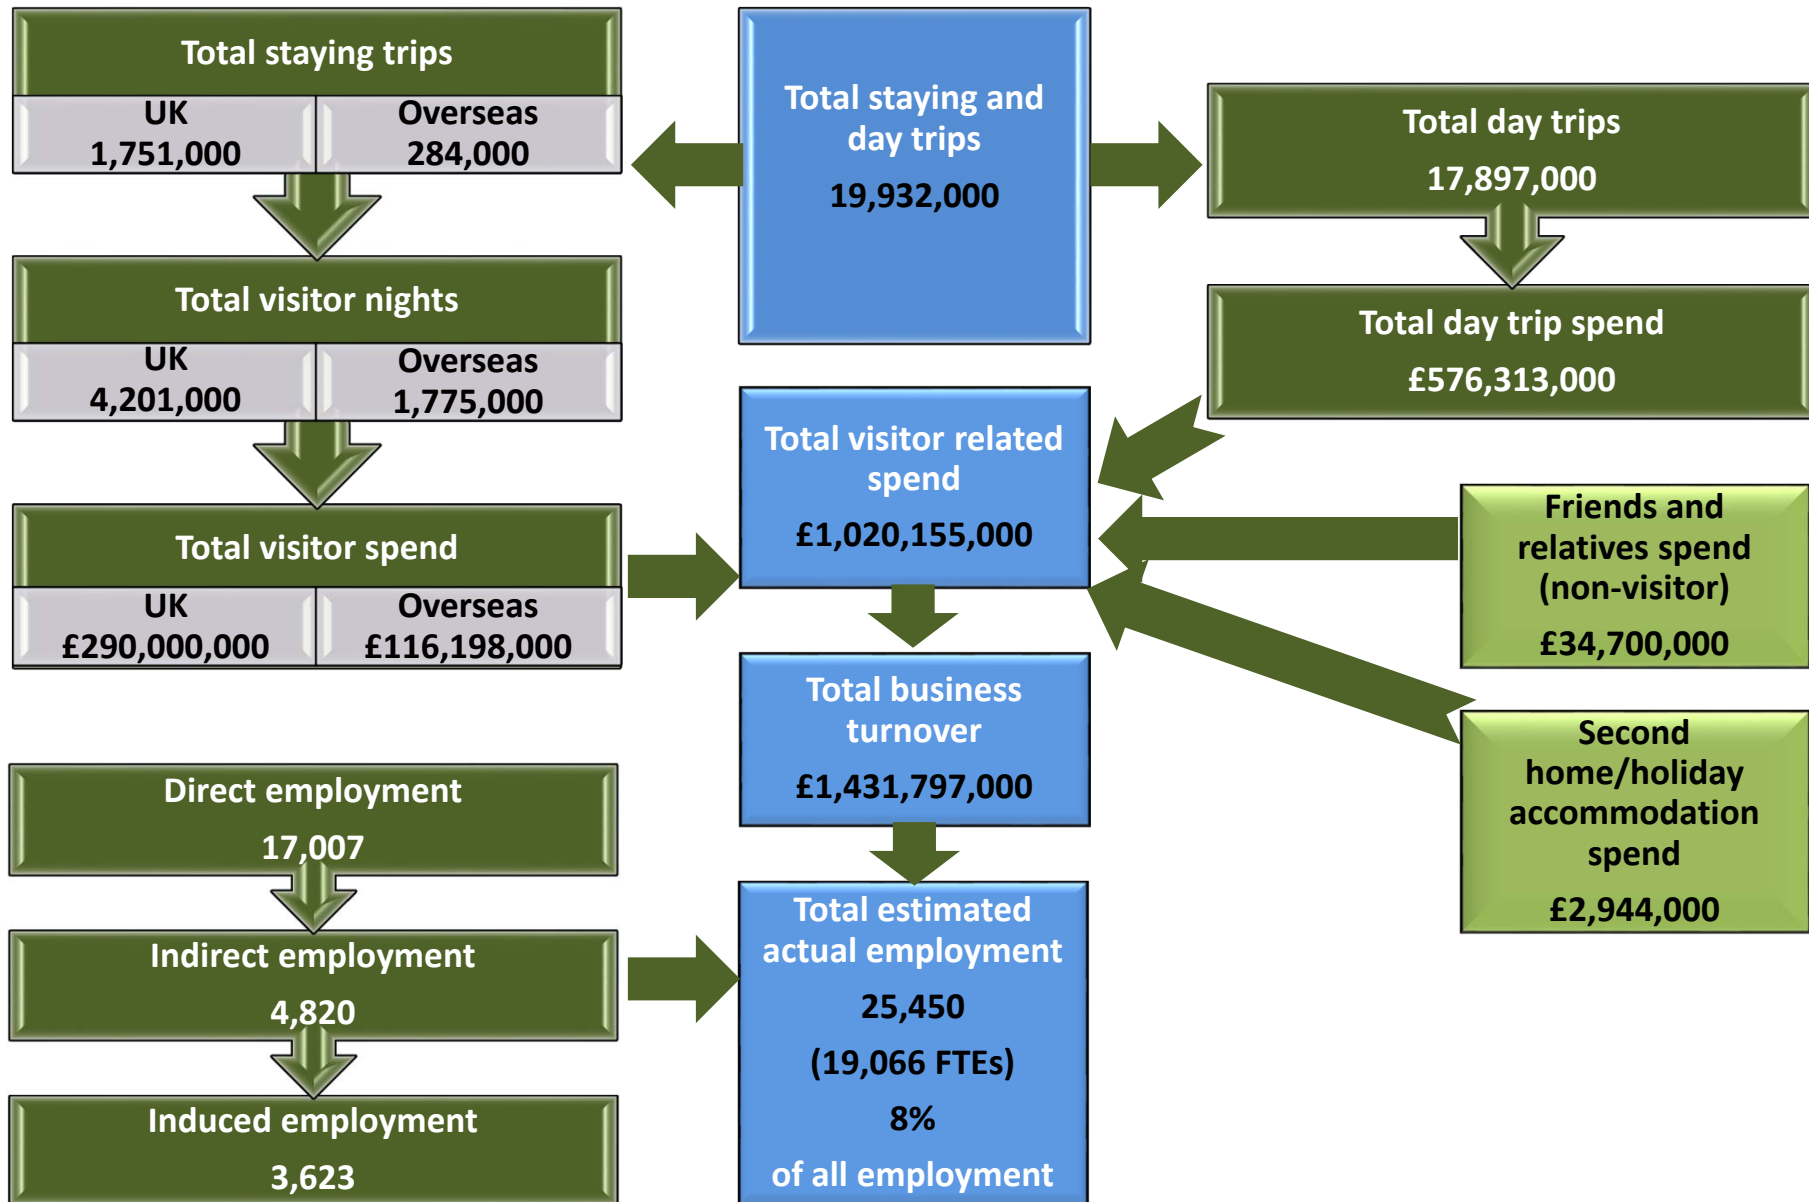 Total staying trips
UK
1,751,000
Overseas
284,000
Total visitor nights
UK
4,201,000
Overseas
1,775,000
Total visitor spend
UK
£290,000,000
Overseas
£116,198,000
Direct employment
17,007
Indirect employment
4,820
Induced employment
3,623
Total staying and
day trips
19,932,000
Total visitor related
spend
£1,020,155,000
Total business
turnover
£1,431,797,000
Total estimated
actual employment
25,450
(19,066 FTEs)
8%
of all employment
Total day trips
17,897,000
Total day trip spend
£576,313,000
Friends and
relatives spend
(non-visitor)
£34,700,000
Second
home/holiday
accommodation
spend
£2,944,000